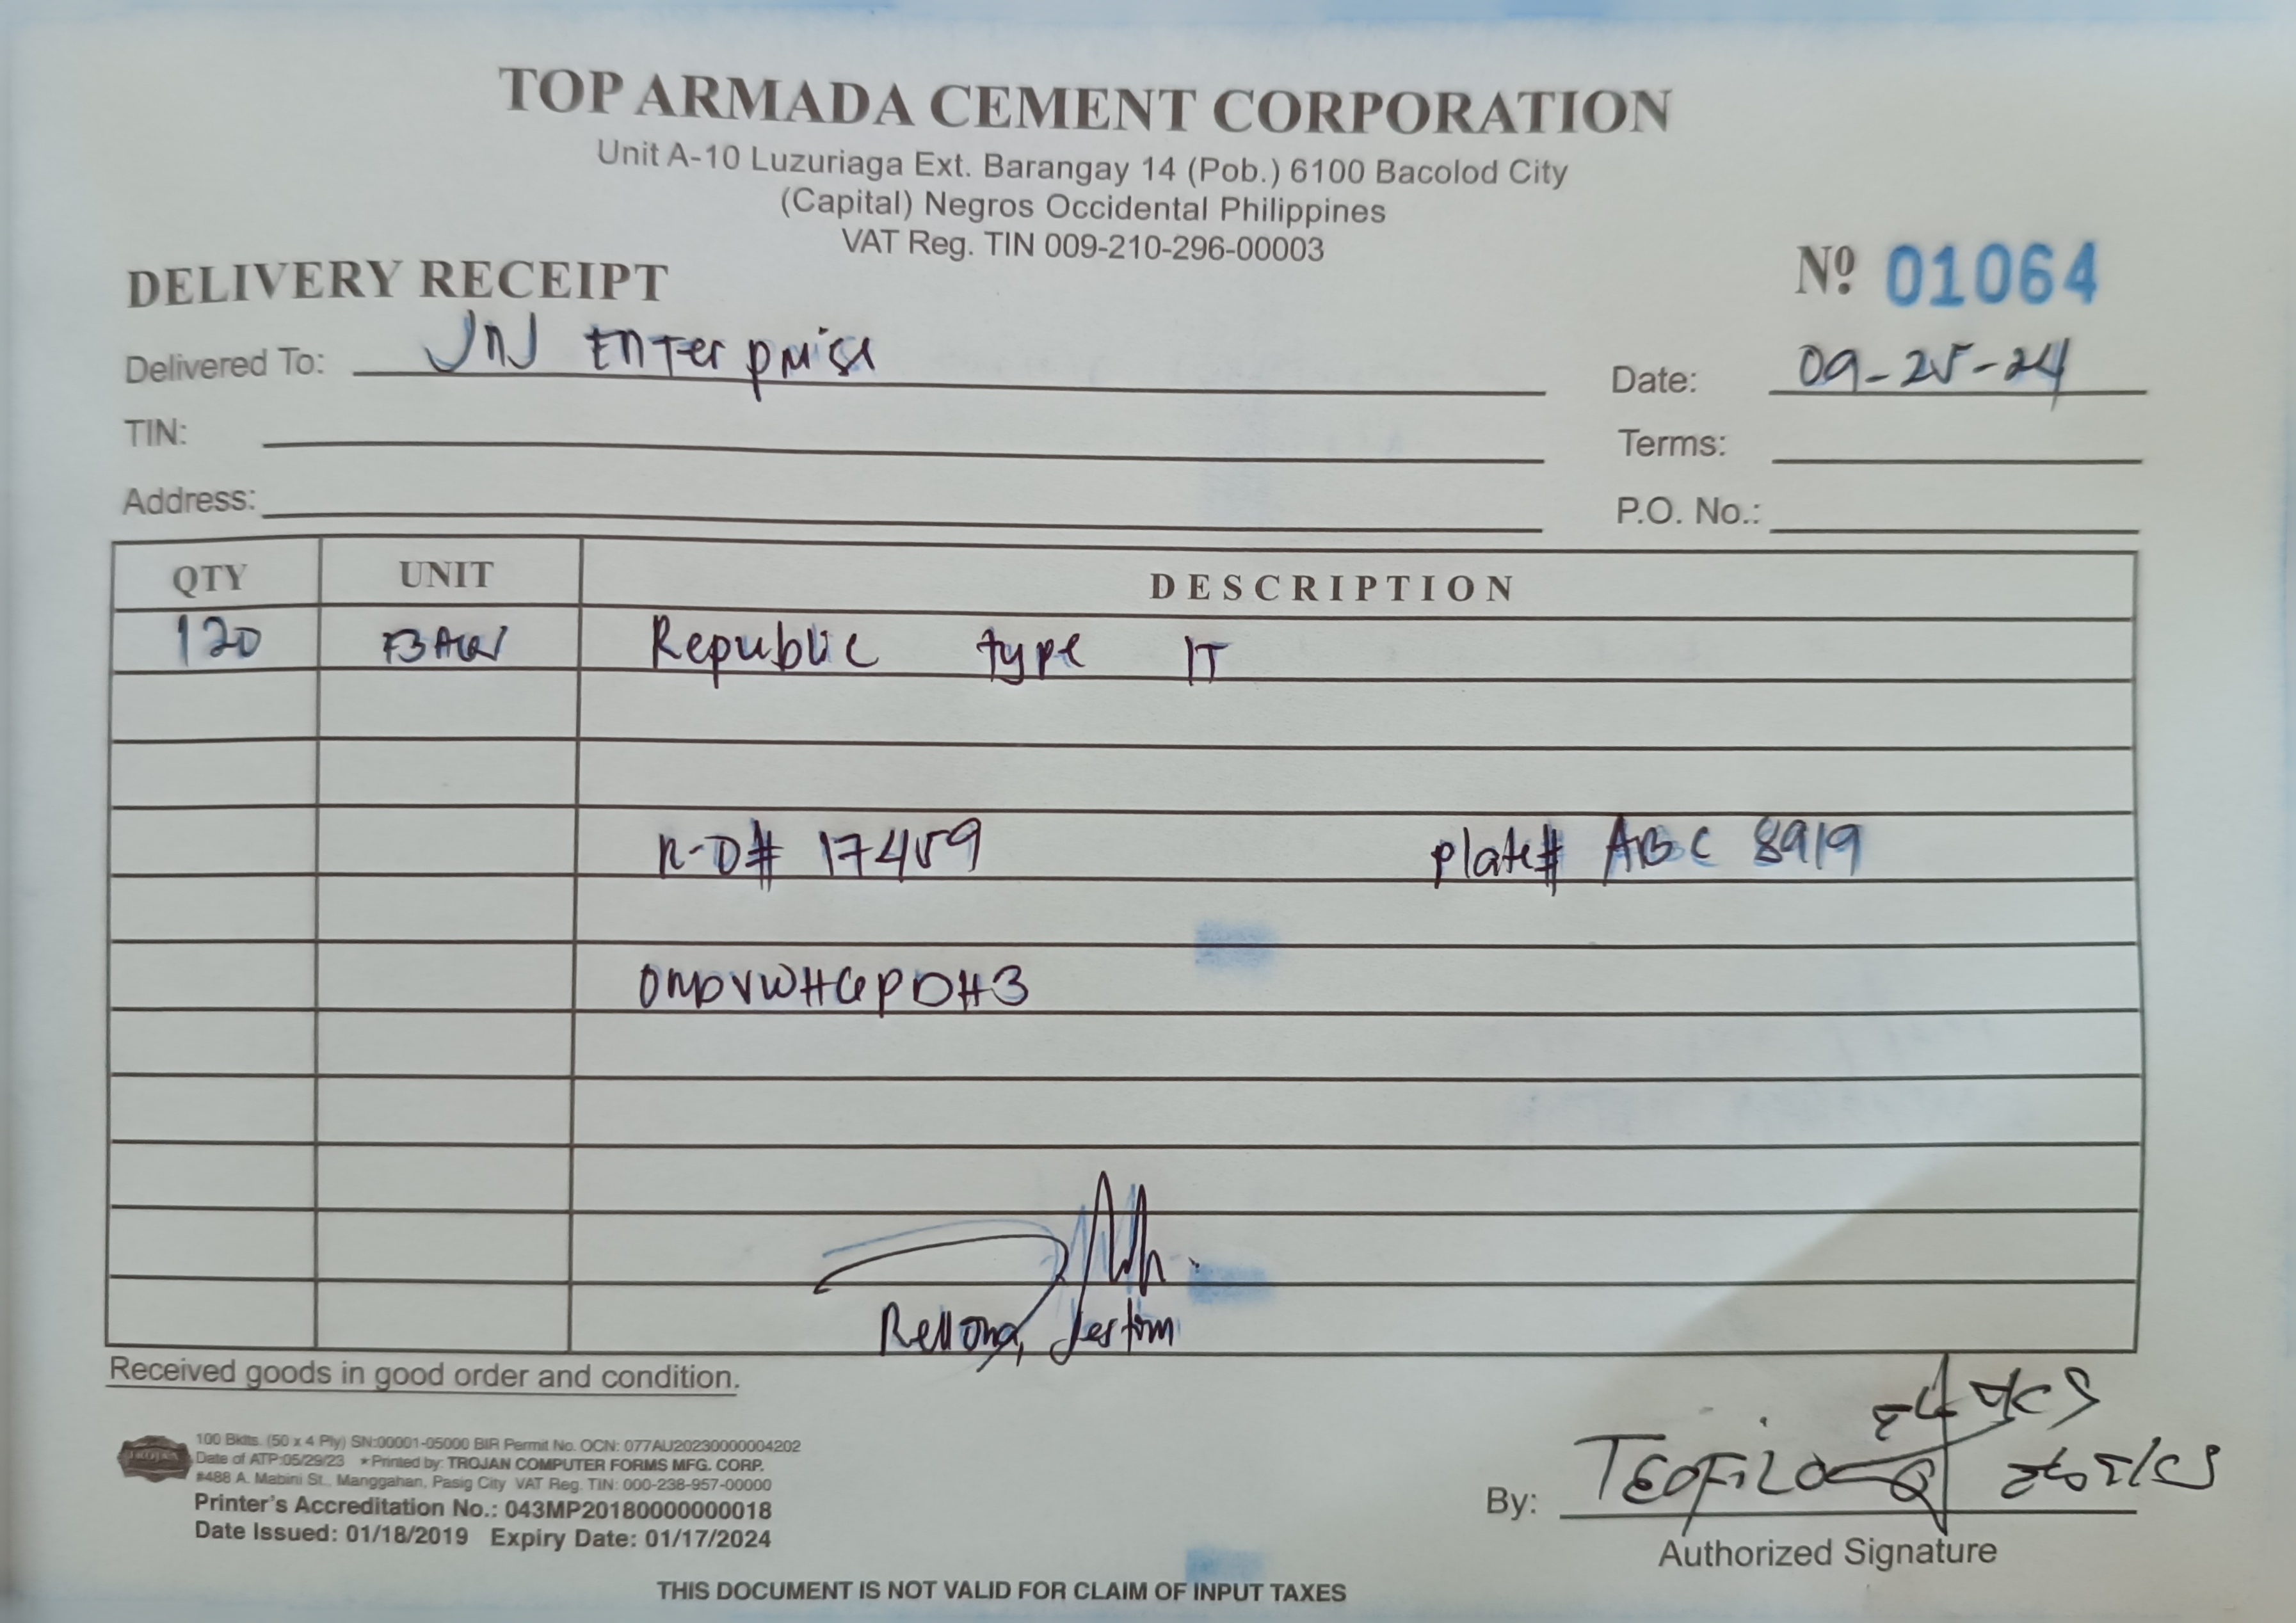 TOP ARMADA CEMENT CORPORATION
Unit A-10 Luzuriaga Ext. Barangay 14 (Pob.) 6100 Bacolod City
(Capital) Negros Occidental Philippines
VAT Reg. TIN 009-210-296-00003
DELIVERY RECEIPT
Nº 01064
Delivered To: JNJ Enterprise
Date: 09-25-24
TIN:
Terms:
Address:
P.O. No.:
QTY UNIT DESCRIPTION
120 BAGS Republic type 1T
R-O# 17459 plate# ABC 8919
OMDVWHGPDH3
Rellona, Jestom
Received goods in good order and condition.
100 Bklts. (50 x 4 Ply) SN:00001-05000 BIR Permit No. OCN: 077AU20230000004202
Date of ATP:05/29/23 ★Printed by: TROJAN COMPUTER FORMS MFG. CORP.
#488 A. Mabini St., Manggahan, Pasig City VAT Reg. TIN: 000-238-957-00000
Printer's Accreditation No.: 043MP20180000000018
Date Issued: 01/18/2019 Expiry Date: 01/17/2024
By: TEOFILO
Authorized Signature
THIS DOCUMENT IS NOT VALID FOR CLAIM OF INPUT TAXES